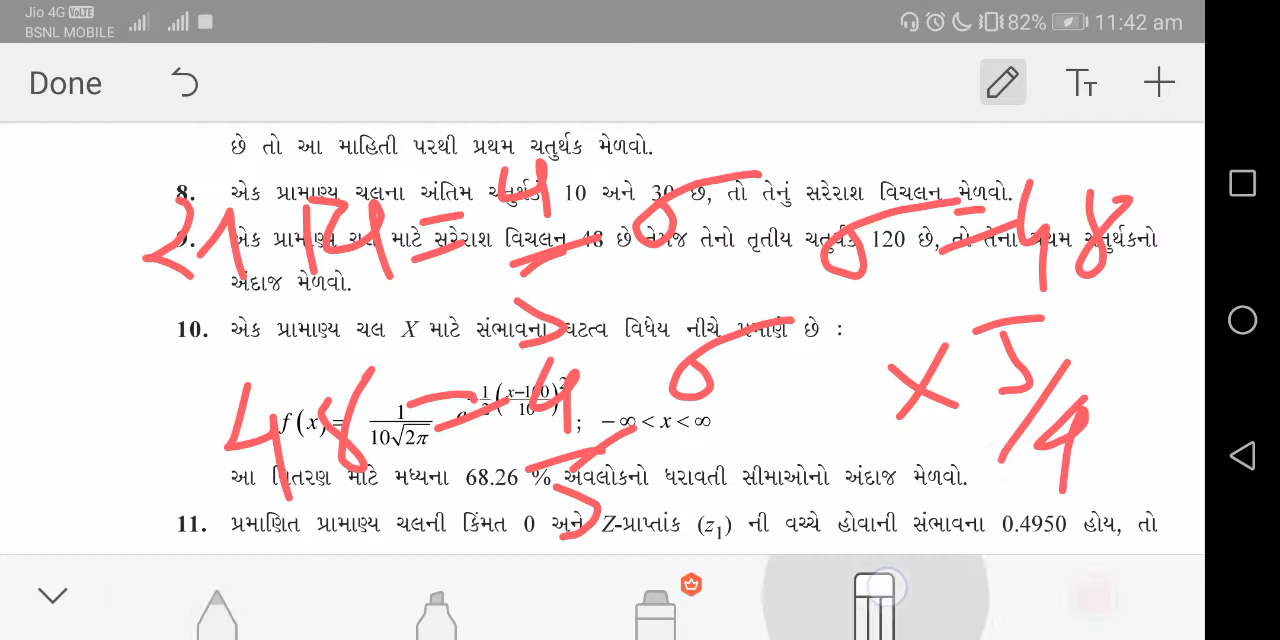 Jio 4G VoLTE
BSNL MOBILE
82% 11:42 am
Done
TT
છે તો આ માહિતી પરથી પ્રથમ ચતુર્થક મેળવો.
8. એક પ્રામાણ્ય ચલના અંતિમ ચતુર્થકો 10 અને 30 છે, તો તેનું સરેરાશ વિચલન મેળવો.
9. એક પ્રામાણ્ય ચલ માટે સરેરાશ વિચલન 48 છે તેમજ તેનો તૃતીય ચતુર્થક 120 છે, તો તેના પ્રથમ ચતુર્થકનો
અંદાજ મેળવો.
10. એક પ્રામાણ્ય ચલ X માટે સંભાવના ઘટત્વ વિધેય નીચે પ્રમાણે છે :
f(x) = 1/(10√2π) e^(-1/2 ((x-100)/10)^2) ; -∞ < x < ∞
આ વિતરણ માટે મધ્યના 68.26 % અવલોકનો ધરાવતી સીમાઓનો અંદાજ મેળવો.
11. પ્રમાણિત પ્રામાણ્ય ચલની કિંમત 0 અને Z-પ્રાપ્તાંક (z₁) ની વચ્ચે હોવાની સંભાવના 0.4950 હોય, તો
= 4/5 σ
σ = 48
48 = 4/5 σ
× 5/4